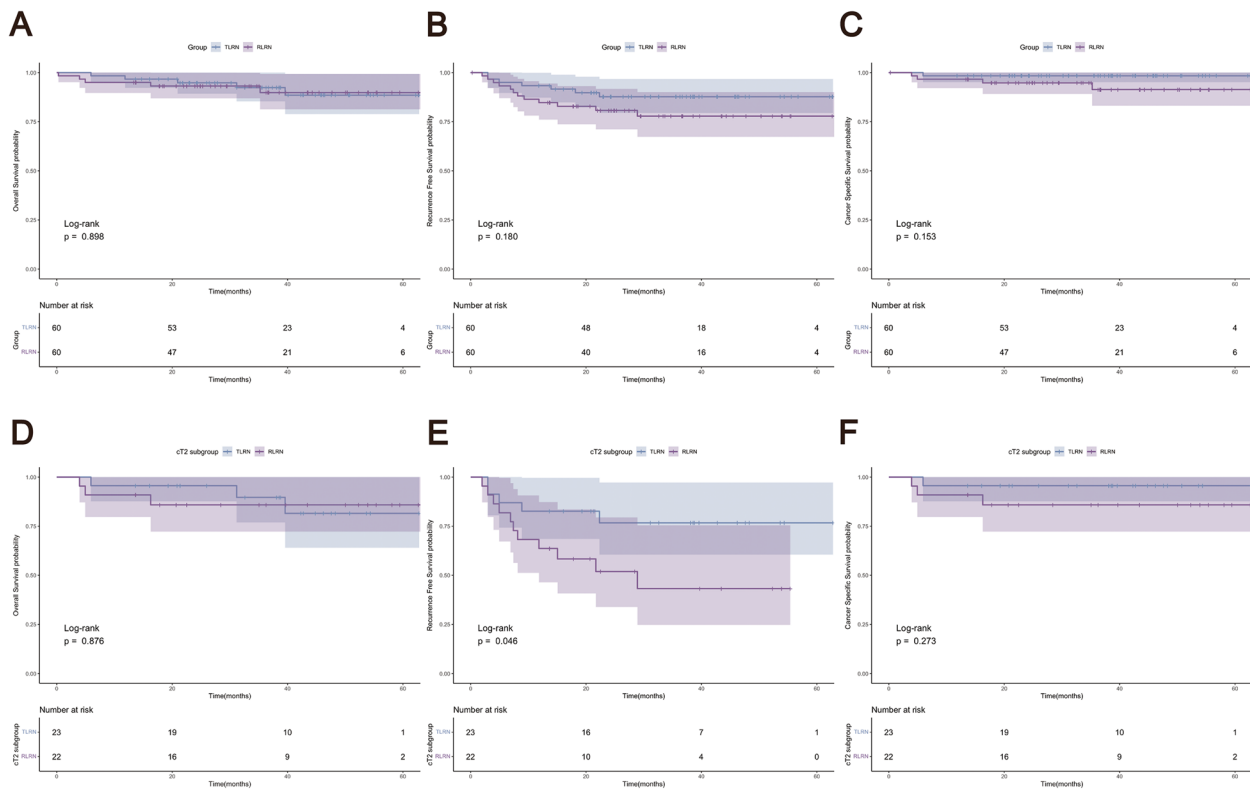 A
Group TLRN RLRN
Overall Survival probability
1.00
0.75
0.50
0.25
0.00
Log-rank
p = 0.898
0 20 40 60
Time(months)
Number at risk
Group
TLRN 60 53 23 4
RLRN 60 47 21 6
0 20 40 60
Time(months)
B
Group TLRN RLRN
Recurrence Free Survival probability
1.00
0.75
0.50
0.25
0.00
Log-rank
p = 0.180
0 20 40 60
Time(months)
Number at risk
Group
TLRN 60 48 18 4
RLRN 60 40 16 4
0 20 40 60
Time(months)
C
Group TLRN RLRN
Cancer Specific Survival probability
1.00
0.75
0.50
0.25
0.00
Log-rank
p = 0.153
0 20 40 60
Time(months)
Number at risk
Group
TLRN 60 53 23 4
RLRN 60 47 21 6
0 20 40 60
Time(months)
D
cT2 subgroup TLRN RLRN
Overall Survival probability
1.00
0.75
0.50
0.25
0.00
Log-rank
p = 0.876
0 20 40 60
Time(months)
Number at risk
cT2 subgroup
TLRN 23 19 10 1
RLRN 22 16 9 2
0 20 40 60
Time(months)
E
cT2 subgroup TLRN RLRN
Recurrence Free Survival probability
1.00
0.75
0.50
0.25
0.00
Log-rank
p = 0.046
0 20 40 60
Time(months)
Number at risk
cT2 subgroup
TLRN 23 16 7 1
RLRN 22 10 4 0
0 20 40 60
Time(months)
F
cT2 subgroup TLRN RLRN
Cancer Specific Survival probability
1.00
0.75
0.50
0.25
0.00
Log-rank
p = 0.273
0 20 40 60
Time(months)
Number at risk
cT2 subgroup
TLRN 23 19 10 1
RLRN 22 16 9 2
0 20 40 60
Time(months)